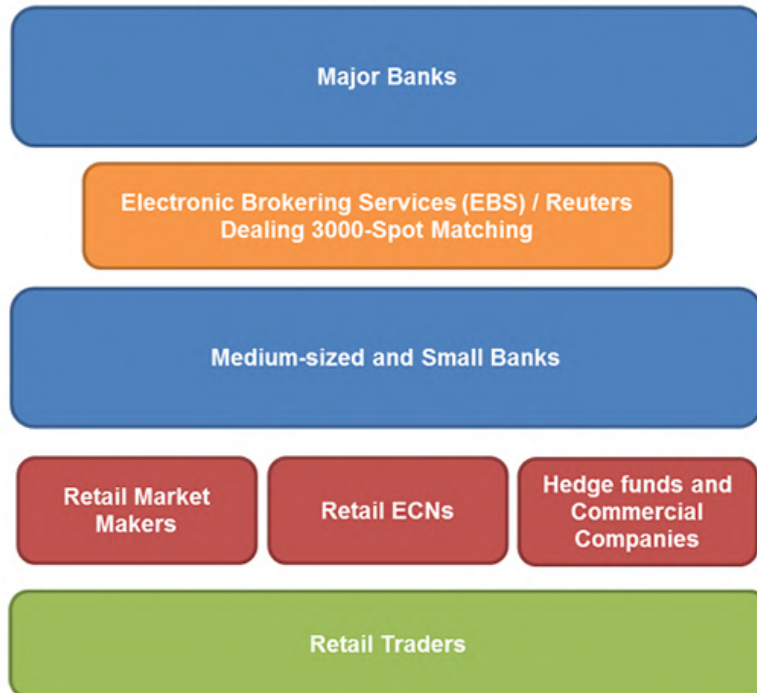 Major Banks
Electronic Brokering Services (EBS) / Reuters
Dealing 3000-Spot Matching
Medium-sized and Small Banks
Retail Market
Makers
Retail ECNs
Hedge funds and
Commercial
Companies
Retail Traders